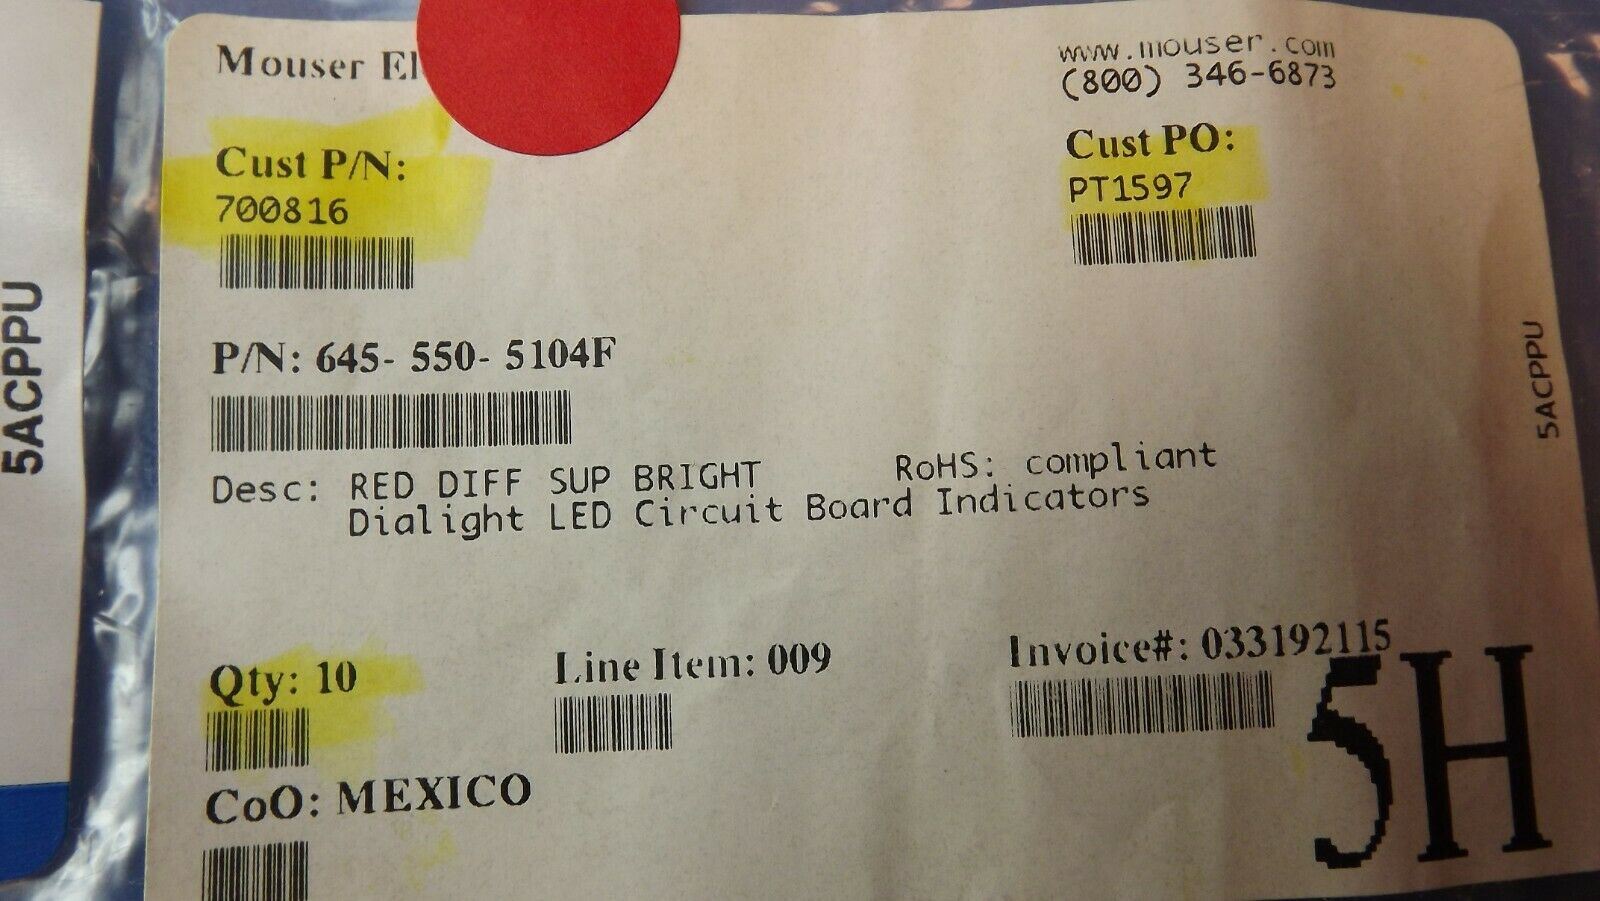 Mouser El
www.mouser.com
(800) 346-6873
Cust P/N:
700816
Cust PO:
PT1597
P/N: 645- 550- 5104F
Desc: RED DIFF SUP BRIGHT RoHS: compliant
Dialight LED Circuit Board Indicators
Qty: 10
Line Item: 009
Invoice#: 033192115
5H
CoO: MEXICO
5ACPPU
5ACPPU